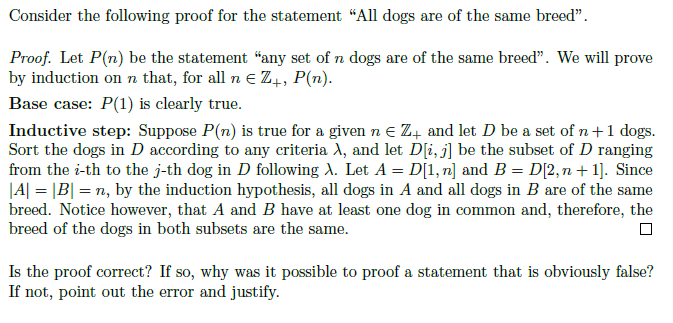 Consider the following proof for the statement “All dogs are of the same breed”.
Proof. Let P(n) be the statement “any set of n dogs are of the same breed”. We will prove
by induction on n that, for all n ∈ ℤ₊, P(n).
Base case: P(1) is clearly true.
Inductive step: Suppose P(n) is true for a given n ∈ ℤ₊ and let D be a set of n + 1 dogs.
Sort the dogs in D according to any criteria λ, and let D[i, j] be the subset of D ranging
from the i-th to the j-th dog in D following λ. Let A = D[1, n] and B = D[2, n + 1]. Since
|A| = |B| = n, by the induction hypothesis, all dogs in A and all dogs in B are of the same
breed. Notice however, that A and B have at least one dog in common and, therefore, the
breed of the dogs in both subsets are the same. □
Is the proof correct? If so, why was it possible to proof a statement that is obviously false?
If not, point out the error and justify.